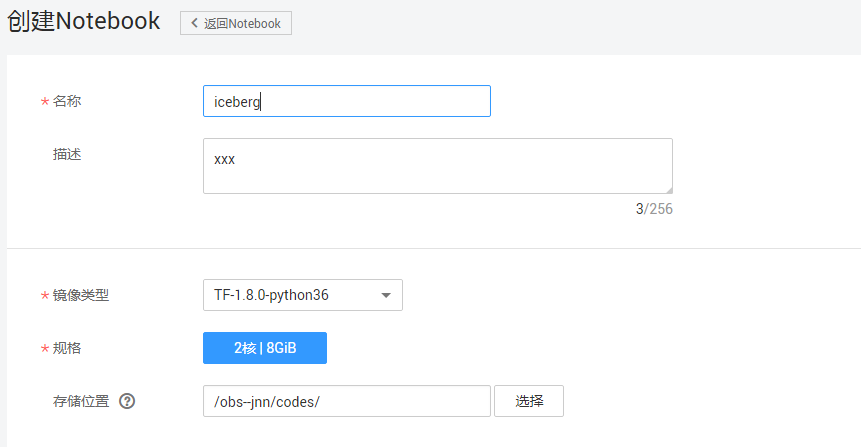 创建Notebook
返回Notebook
* 名称
iceberg
描述
xxx
3/256
* 镜像类型
TF-1.8.0-python36
* 规格
2核 | 8GiB
存储位置 ?
/obs--jnn/codes/
选择